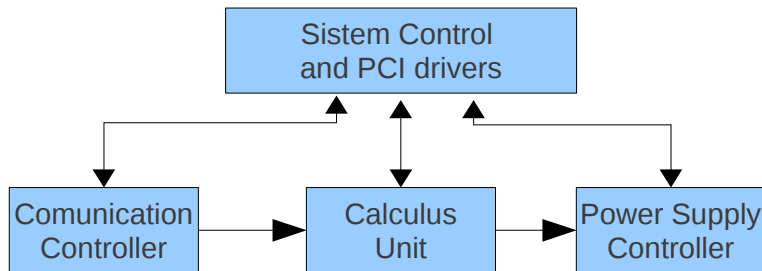 Sistem Control
and PCI drivers
Comunication
Controller
Calculus
Unit
Power Supply
Controller